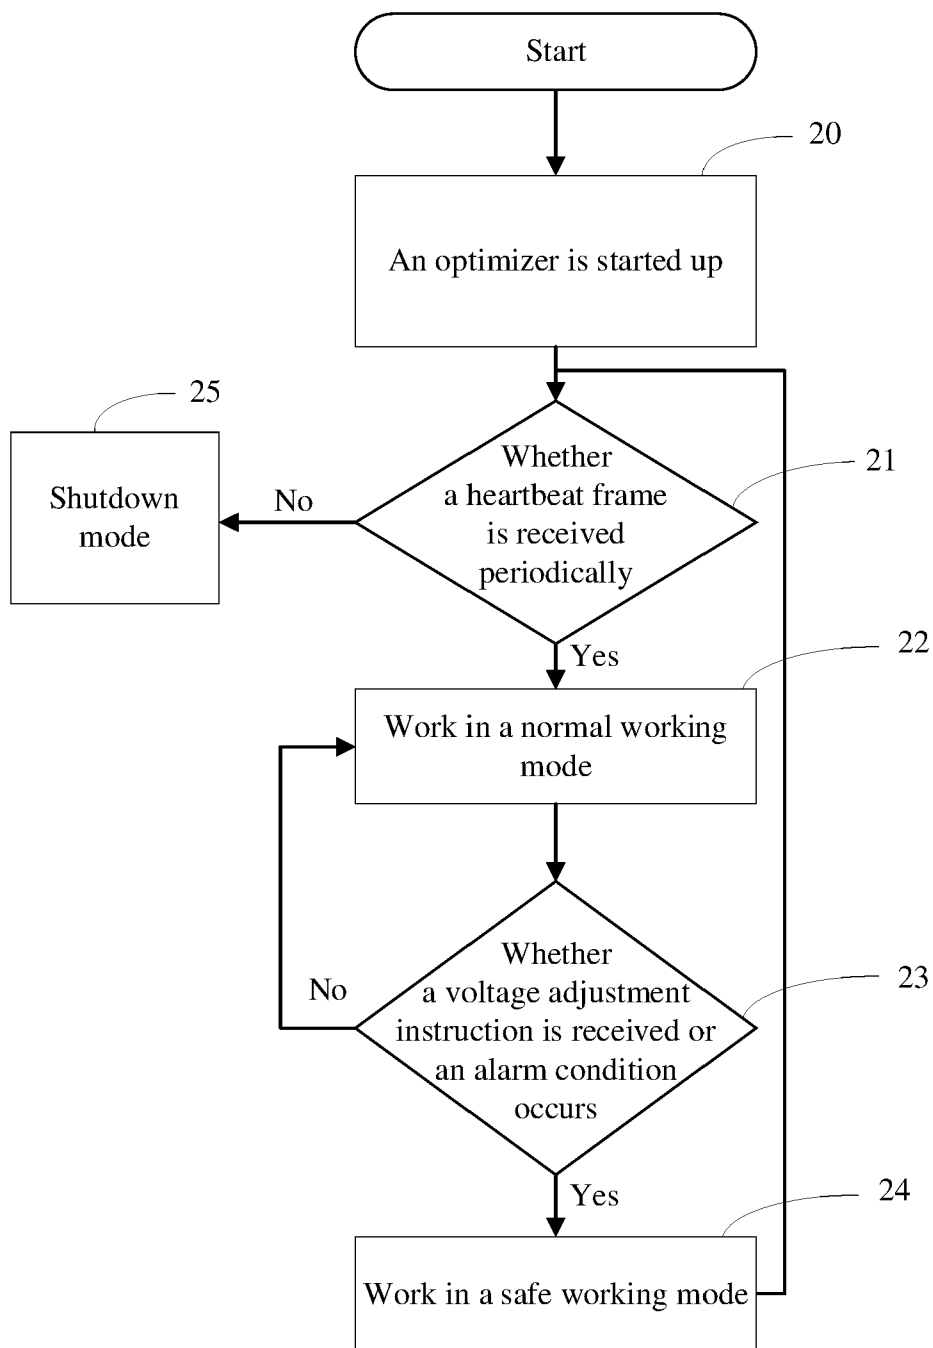 Start
20
An optimizer is started up
25
Shutdown
mode
No
Whether
a heartbeat frame
is received
periodically
21
Yes
22
Work in a normal working
mode
No
Whether
a voltage adjustment
instruction is received or
an alarm condition
occurs
23
Yes
24
Work in a safe working mode